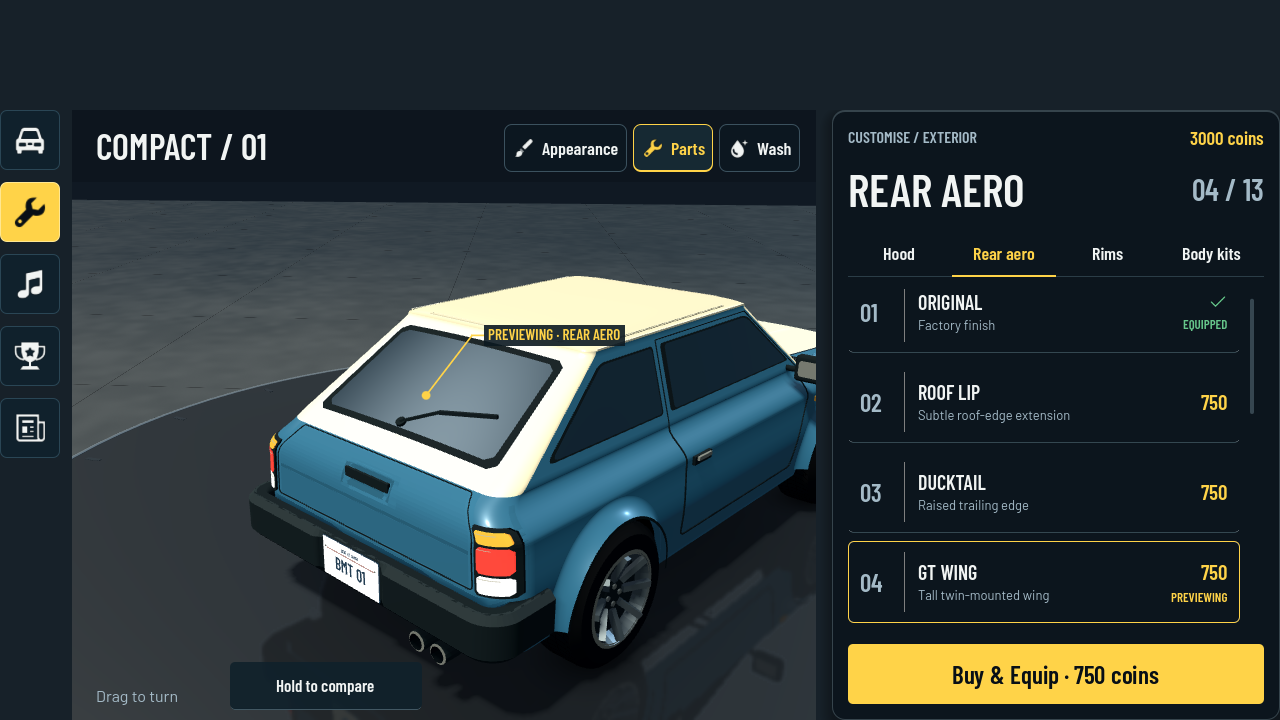 COMPACT / 01
Appearance
Parts
Wash
PREVIEWING · REAR AERO
BMT 01
Drag to turn
Hold to compare
CUSTOMISE / EXTERIOR
3000 coins
REAR AERO
04 / 13
Hood
Rear aero
Rims
Body kits
01
ORIGINAL
Factory finish
EQUIPPED
02
ROOF LIP
Subtle roof-edge extension
750
03
DUCKTAIL
Raised trailing edge
750
04
GT WING
Tall twin-mounted wing
750
PREVIEWING
Buy & Equip · 750 coins